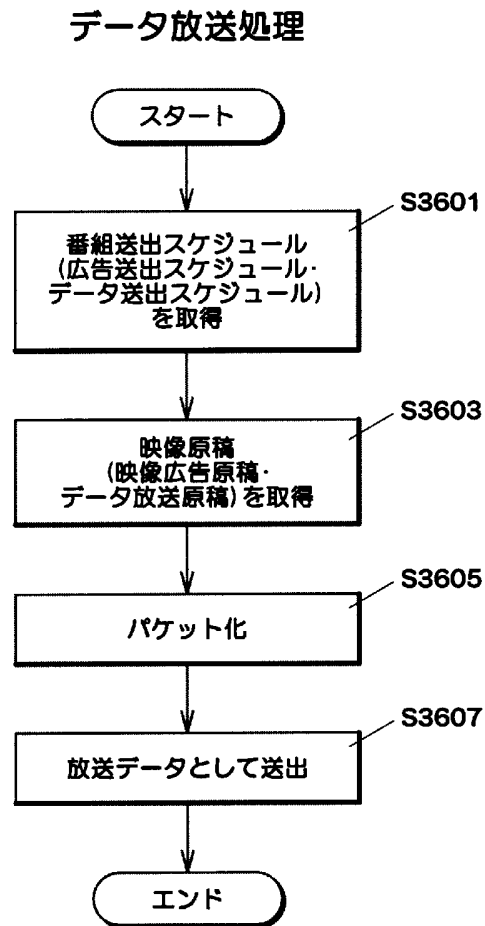 データ放送処理
スタート
S3601
番組送出スケジュール
(広告送出スケジュール・
データ送出スケジュール)
を取得
S3603
映像原稿
(映像広告原稿・
データ放送原稿)を取得
S3605
パケット化
S3607
放送データとして送出
エンド